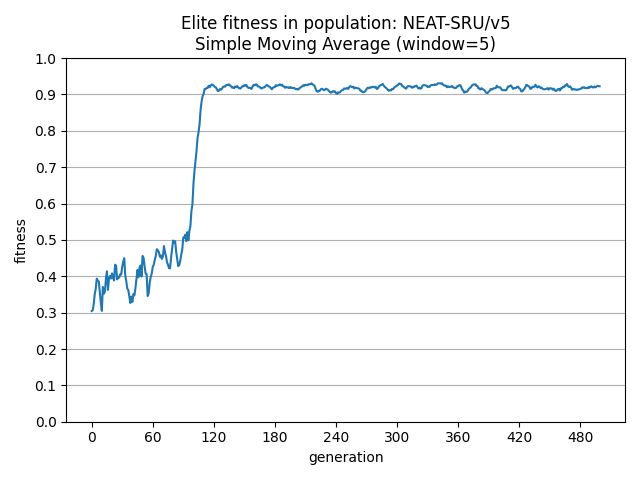 Elite fitness in population: NEAT-SRU/v5
Simple Moving Average (window=5)
1.0
0.9
0.8
0.7
0.6
0.5
0.4
0.3
0.2
0.1
0.0
fitness
0 60 120 180 240 300 360 420 480
generation